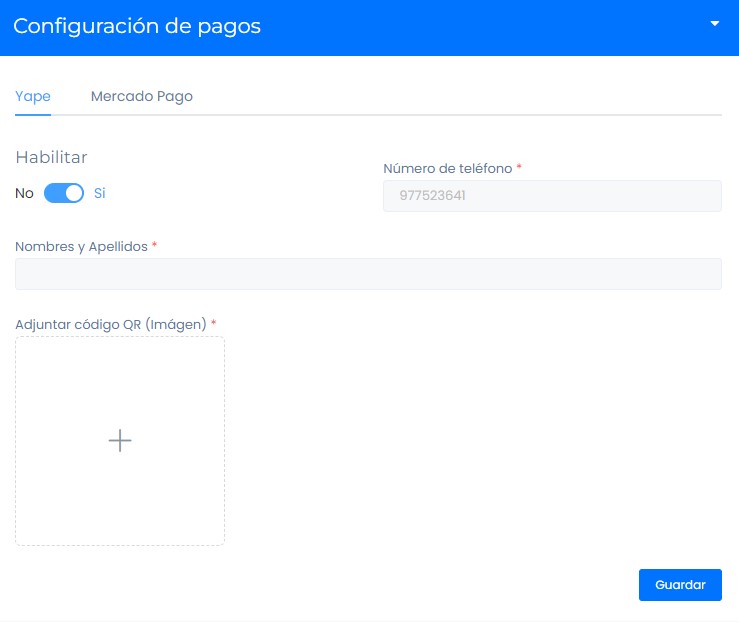 Configuración de pagos
Yape Mercado Pago
Habilitar
No Si
Número de teléfono *
977523641
Nombres y Apellidos *
Adjuntar código QR (Imágen) *
Guardar